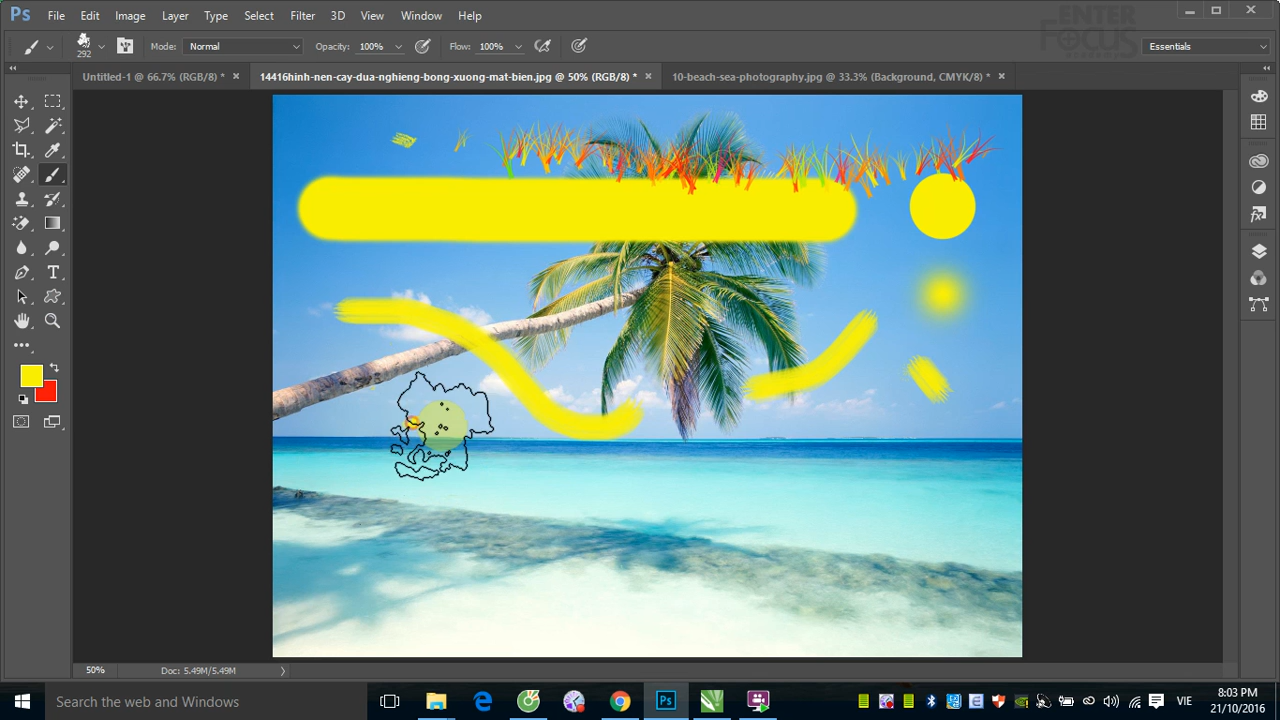 Ps File Edit Image Layer Type Select Filter 3D View Window Help
ENTER
FOCUS
292 Mode: Normal Opacity: 100% Flow: 100% Essentials
Untitled-1 @ 66.7% (RGB/8) * 14416hinh-nen-cay-dua-nghieng-bong-xuong-mat-bien.jpg @ 50% (RGB/8) * 10-beach-sea-photography.jpg @ 33.3% (Background, CMYK/8) *
50% Doc: 5.49M/5.49M
Search the web and Windows
Ps
VIE
8:03 PM
21/10/2016